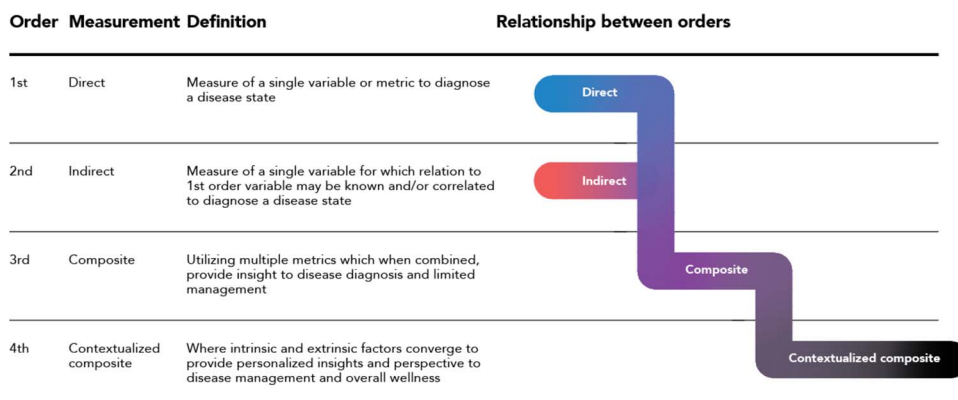 Order Measurement Definition Relationship between orders
1st Direct Measure of a single variable or metric to diagnose
a disease state
Direct
2nd Indirect Measure of a single variable for which relation to
1st order variable may be known and/or correlated
to diagnose a disease state
Indirect
3rd Composite Utilizing multiple metrics which when combined,
provide insight to disease diagnosis and limited
management
Composite
4th Contextualized Where intrinsic and extrinsic factors converge to
composite provide personalized insights and perspective to
disease management and overall wellness
Contextualized composite